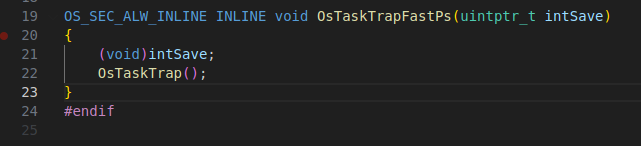 19 OS_SEC_ALW_INLINE INLINE void OsTaskTrapFastPs(uintptr_t intSave)
20 {
21     (void)intSave;
22     OsTaskTrap();
23 }
24 #endif
25